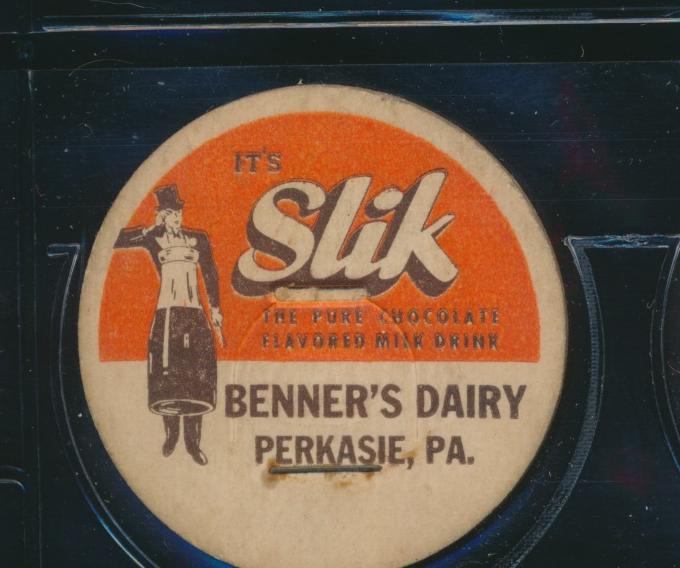 IT'S
Slik
THE PURE CHOCOLATE
FLAVORED MILK DRINK
BENNER'S DAIRY
PERKASIE, PA.